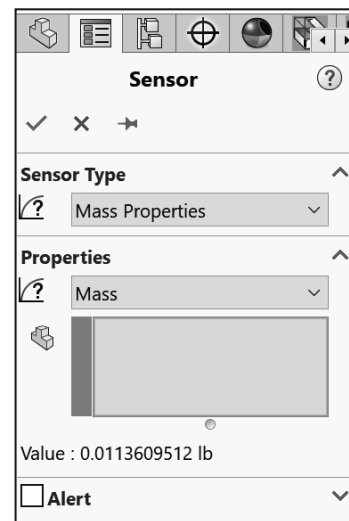 Sensor
?
Sensor Type
?
Mass Properties
Properties
?
Mass
Value : 0.0113609512 lb
Alert